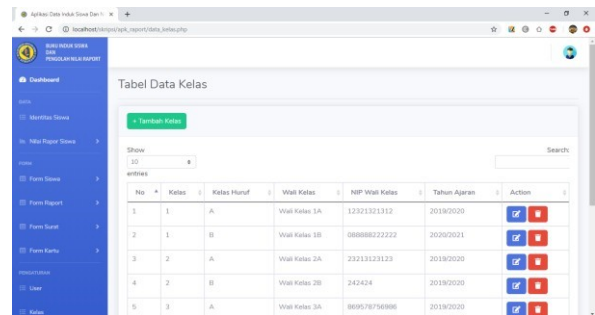 Aplikasi Data Induk Siswa Dan N
localhost/skripsi/apk_raport/data_kelas.php
BUKU INDUK SISWA
DAN
PENGOLAH NILAI RAPORT
Dashboard
DATA
Identitas Siswa
Nilai Rapor Siswa
FORM
Form Siswa
Form Raport
Form Surat
Form Kartu
PENGATURAN
User
Kelas
Tabel Data Kelas
+ Tambah Kelas
Show
10
entries
Search:
No Kelas Kelas Huruf Wali Kelas NIP Wali Kelas Tahun Ajaran Action
1 1 A Wali Kelas 1A 12321321312 2019/2020
2 1 B Wali Kelas 1B 088888222222 2020/2021
3 2 A Wali Kelas 2A 23213123123 2019/2020
4 2 B Wali Kelas 2B 242424 2019/2020
5 3 A Wali Kelas 3A 869578756986 2019/2020